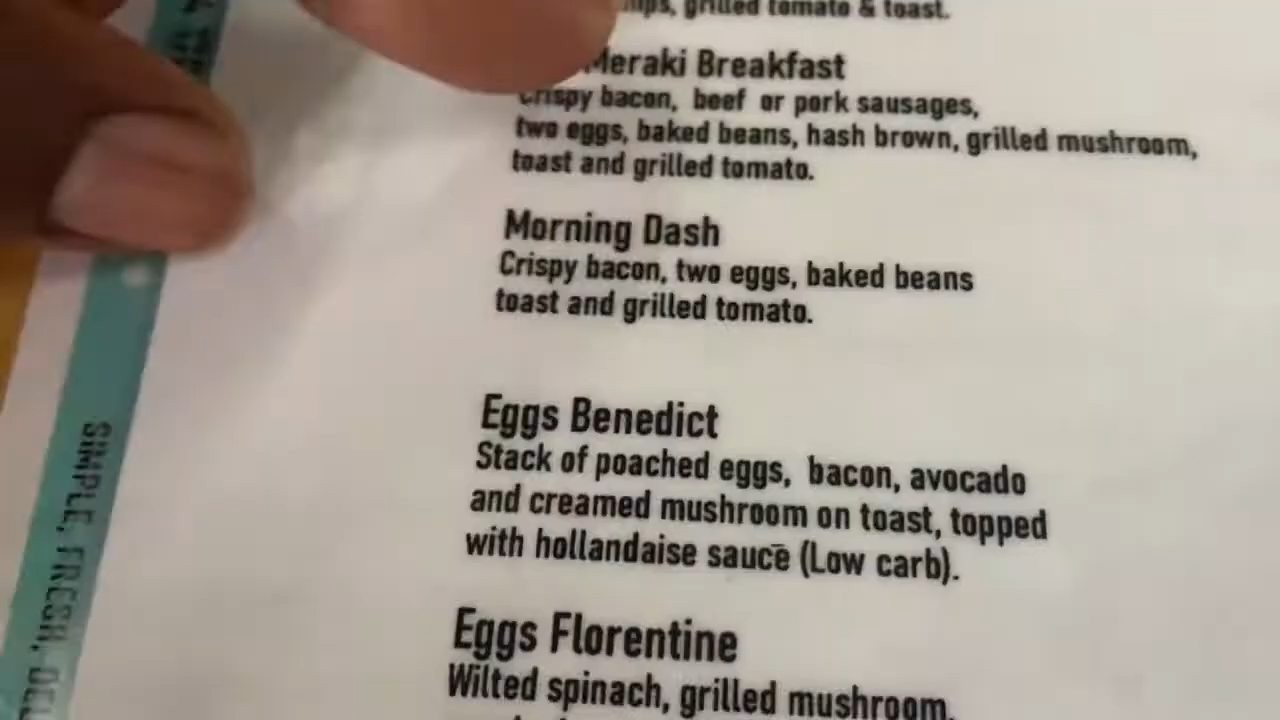 grilled tomato & toast.
Meraki Breakfast
Crispy bacon, beef or pork sausages,
two eggs, baked beans, hash brown, grilled mushroom,
toast and grilled tomato.
Morning Dash
Crispy bacon, two eggs, baked beans
toast and grilled tomato.
Eggs Benedict
Stack of poached eggs, bacon, avocado
and creamed mushroom on toast, topped
with hollandaise sauce (Low carb).
Eggs Florentine
Wilted spinach, grilled mushroom,
SIMPLE, FRESH,